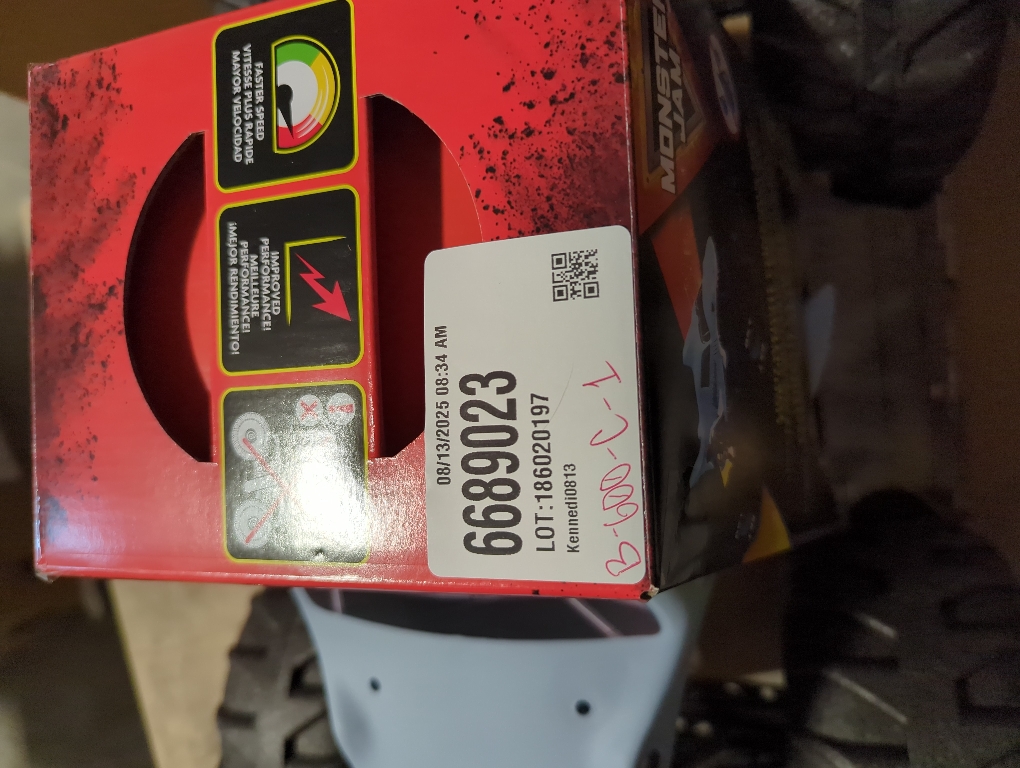 FASTER SPEED
VITESSE PLUS RAPIDE
MAYOR VELOCIDAD
IMPROVED
PERFORMANCE!
MEILLEURE
PERFORMANCE!
¡MEJOR RENDIMIENTO!
MONSTER
JAM
08/13/2025 08:34 AM
6689023
LOT:186020197
Kennedi0813
B-600-C-1